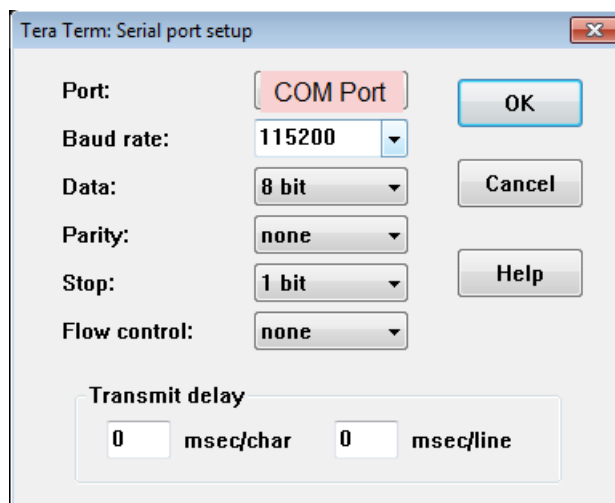 Tera Term: Serial port setup
Port: COM Port OK
Baud rate: 115200
Data: 8 bit Cancel
Parity: none
Stop: 1 bit Help
Flow control: none
Transmit delay
0 msec/char 0 msec/line